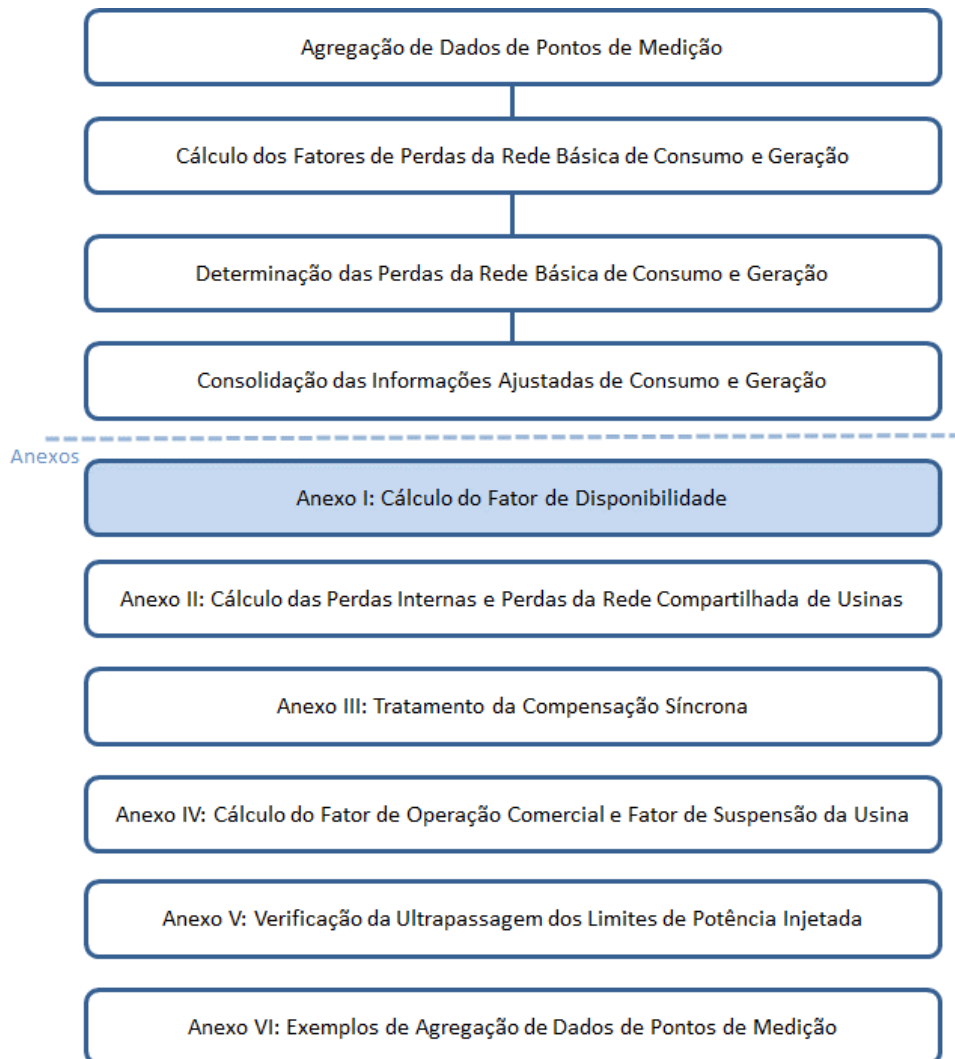 Agregação de Dados de Pontos de Medição
Cálculo dos Fatores de Perdas da Rede Básica de Consumo e Geração
Determinação das Perdas da Rede Básica de Consumo e Geração
Consolidação das Informações Ajustadas de Consumo e Geração
Anexos
Anexo I: Cálculo do Fator de Disponibilidade
Anexo II: Cálculo das Perdas Internas e Perdas da Rede Compartilhada de Usinas
Anexo III: Tratamento da Compensação Síncrona
Anexo IV: Cálculo do Fator de Operação Comercial e Fator de Suspensão da Usina
Anexo V: Verificação da Ultrapassagem dos Limites de Potência Injetada
Anexo VI: Exemplos de Agregação de Dados de Pontos de Medição